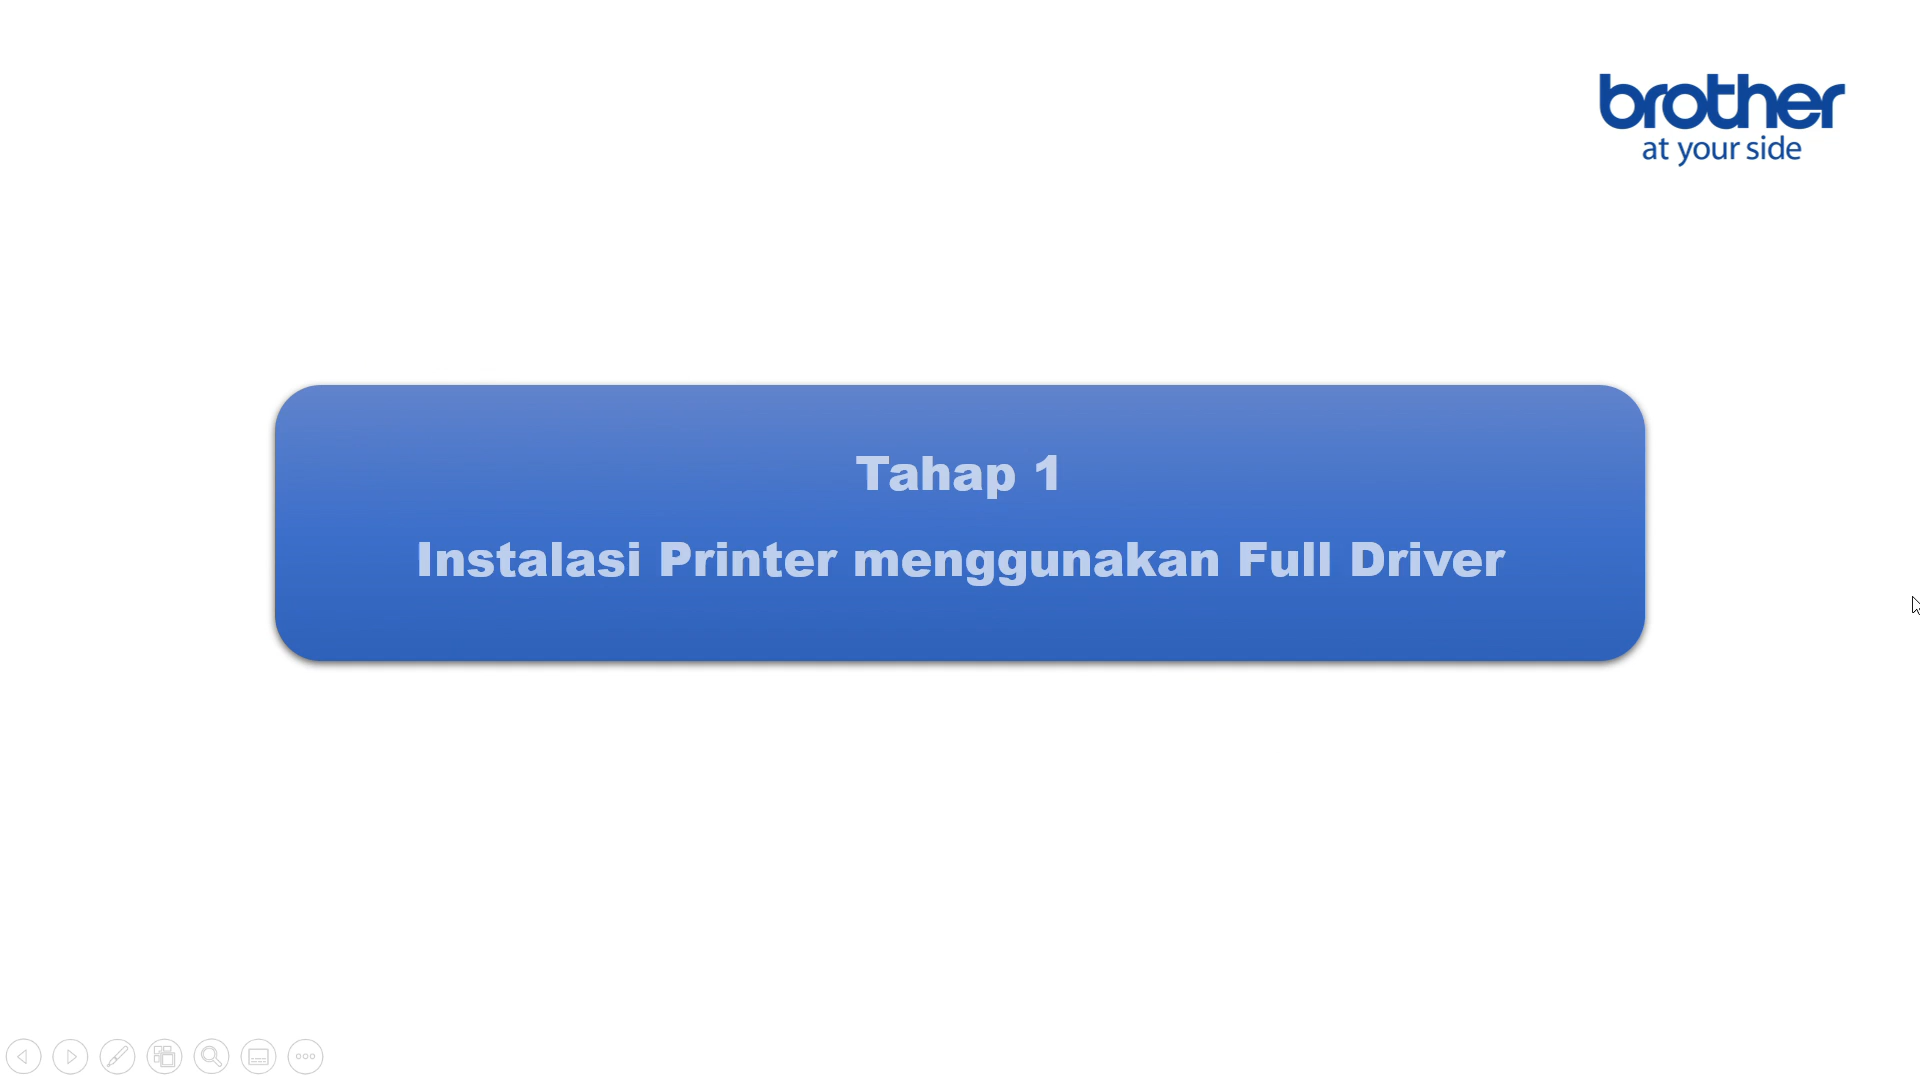 brother
at your side
Tahap 1
Instalasi Printer menggunakan Full Driver